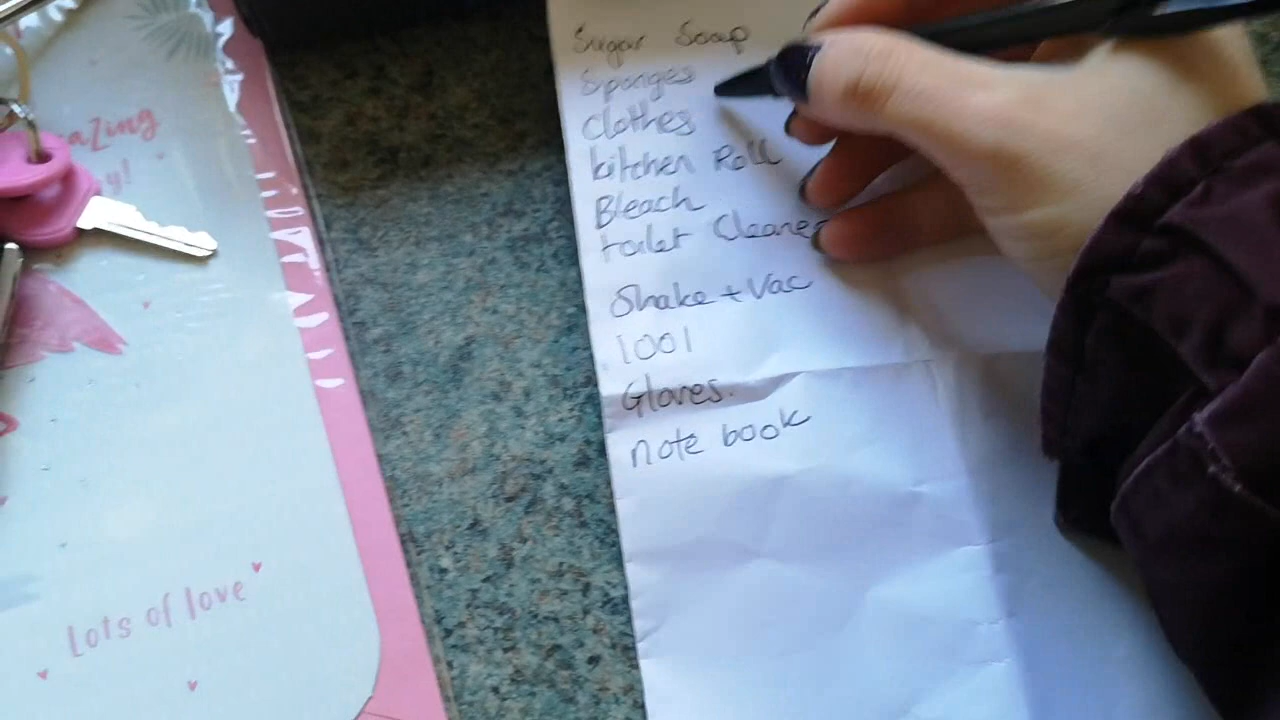 Sugar Soap
Sponges
Clothes
kitchen Roll
Bleach
toilet Cleaner
Shake + Vac
1001
Gloves.
note book
Lots of love